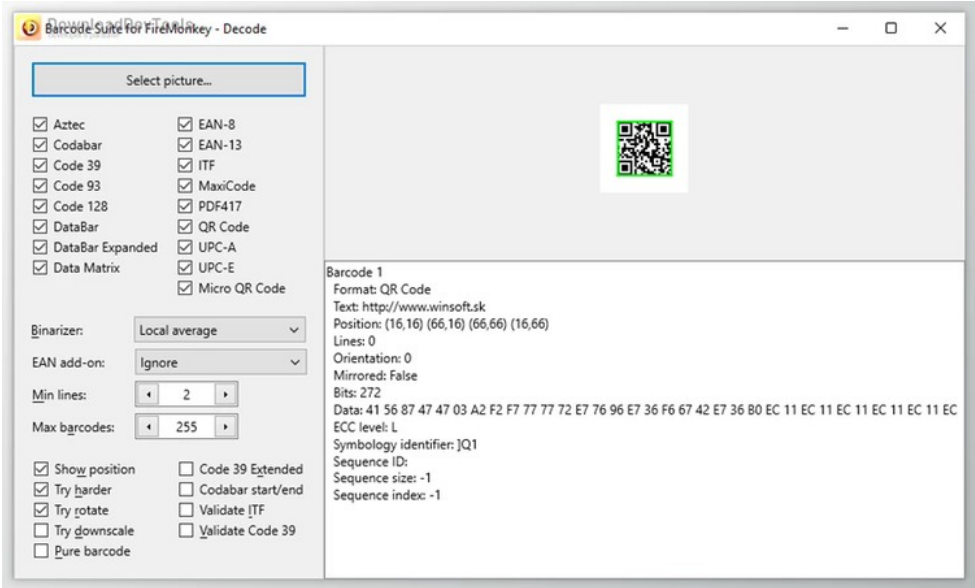 DownloadDevTools
Barcode Suite for FireMonkey - Decode
Select picture...
Aztec
Codabar
Code 39
Code 93
Code 128
DataBar
DataBar Expanded
Data Matrix
EAN-8
EAN-13
ITF
MaxiCode
PDF417
QR Code
UPC-A
UPC-E
Micro QR Code
Binarizer: Local average
EAN add-on: Ignore
Min lines: 2
Max barcodes: 255
Show position
Try harder
Try rotate
Try downscale
Pure barcode
Code 39 Extended
Codabar start/end
Validate ITF
Validate Code 39
Barcode 1
Format: QR Code
Text: http://www.winsoft.sk
Position: (16,16) (66,16) (66,66) (16,66)
Lines: 0
Orientation: 0
Mirrored: False
Bits: 272
Data: 41 56 87 47 47 03 A2 F2 F7 77 77 72 E7 76 96 E7 36 F6 67 42 E7 36 B0 EC 11 EC 11 EC 11 EC 11 EC 11 EC
ECC level: L
Symbology identifier: ]Q1
Sequence ID:
Sequence size: -1
Sequence index: -1